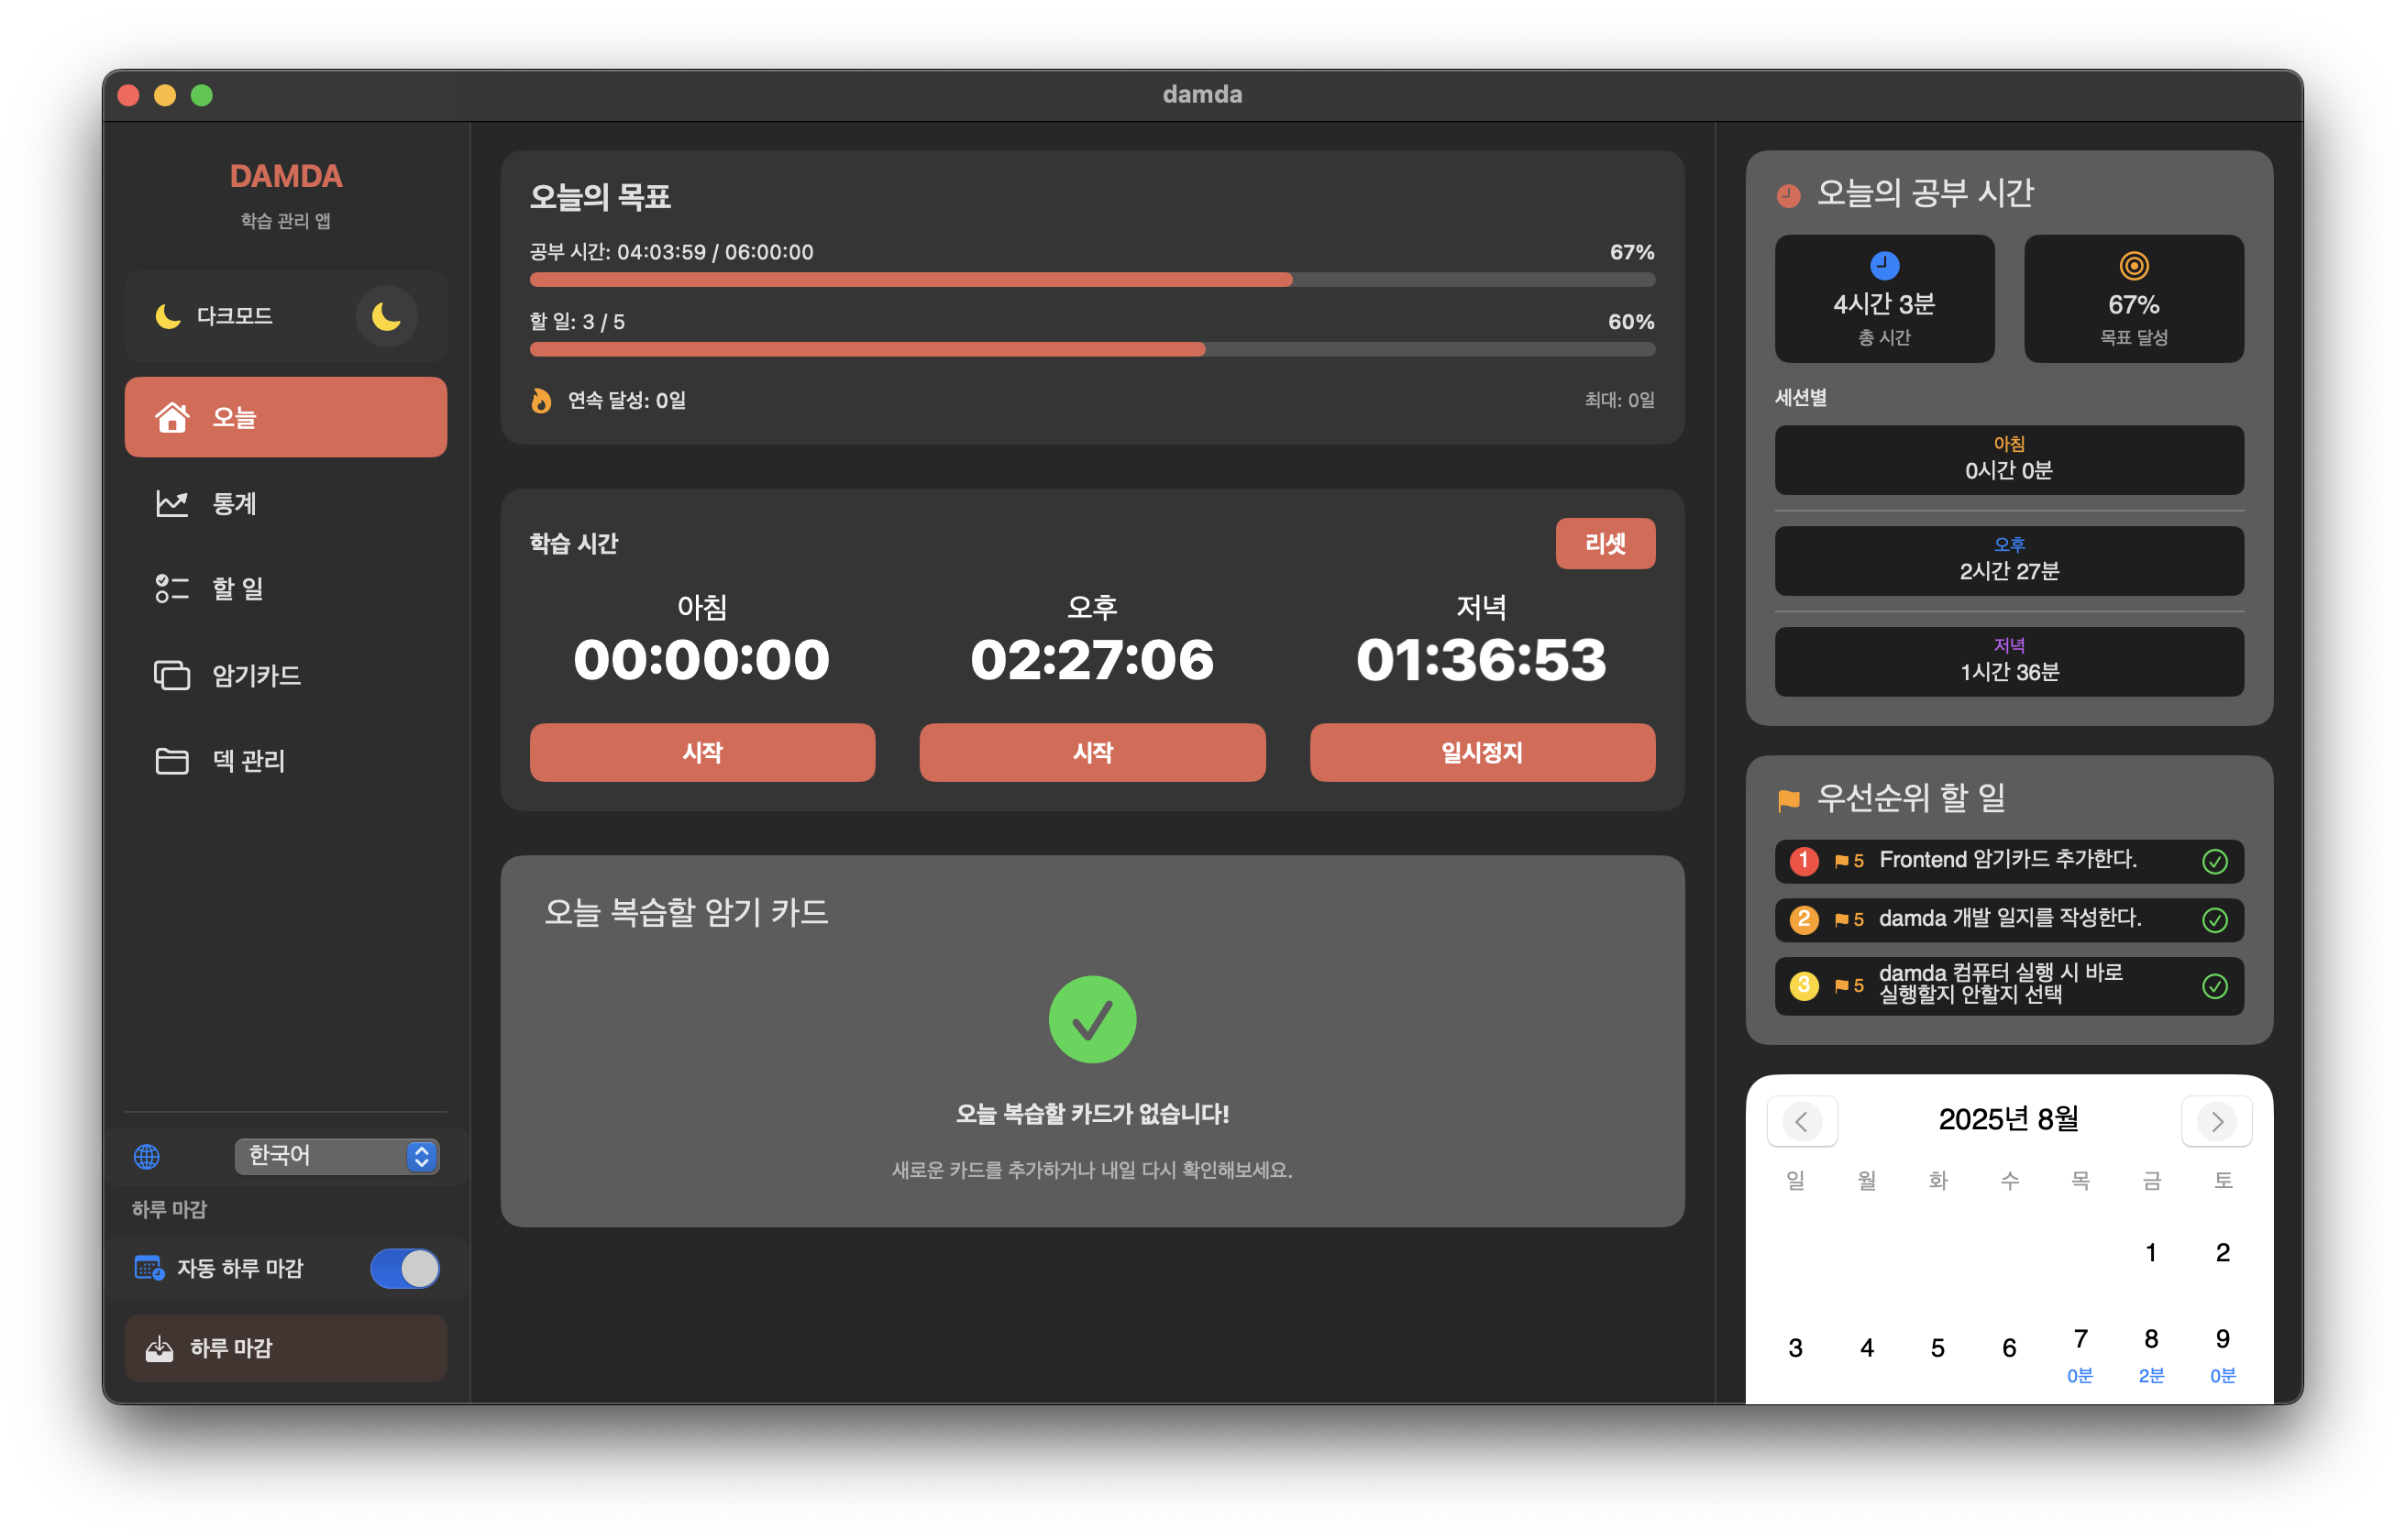 damda
DAMDA
학습 관리 앱
다크모드
오늘
통계
할 일
암기카드
덱 관리
한국어
하루 마감
자동 하루 마감
하루 마감
오늘의 목표
공부 시간: 04:03:59 / 06:00:00
67%
할 일: 3 / 5
60%
연속 달성: 0일
최대: 0일
학습 시간
리셋
아침
오후
저녁
00:00:00
02:27:06
01:36:53
시작
시작
일시정지
오늘 복습할 암기 카드
오늘 복습할 카드가 없습니다!
새로운 카드를 추가하거나 내일 다시 확인해보세요.
오늘의 공부 시간
4시간 3분
총 시간
67%
목표 달성
세션별
아침
0시간 0분
오후
2시간 27분
저녁
1시간 36분
우선순위 할 일
1 5 Frontend 암기카드 추가한다.
2 5 damda 개발 일지를 작성한다.
3 5 damda 컴퓨터 실행 시 바로
실행할지 안할지 선택
2025년 8월
일 월 화 수 목 금 토
1 2
3 4 5 6 7 8 9
0분 2분 0분